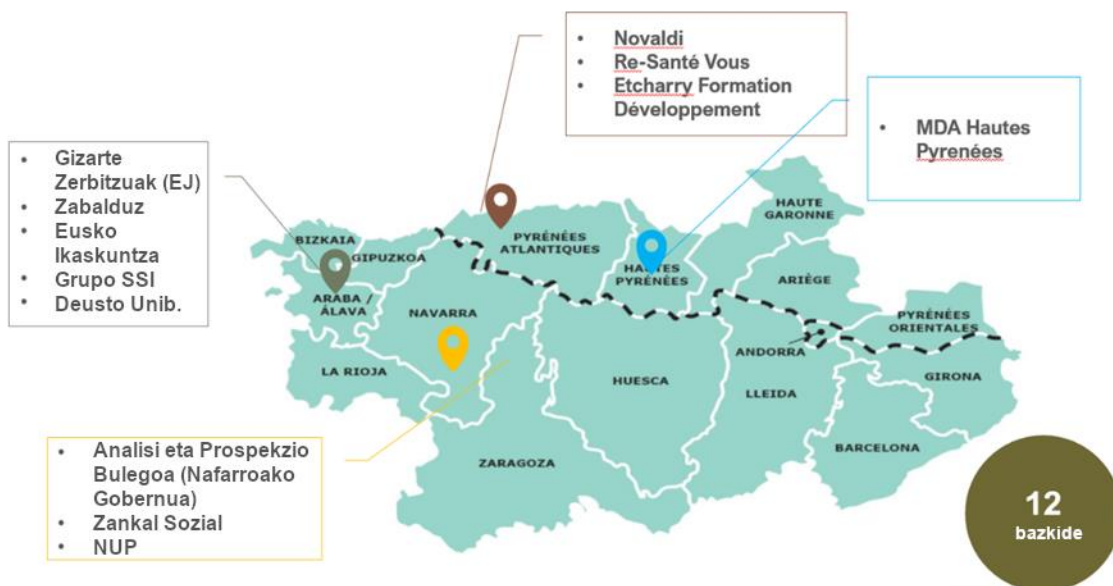 • Novaldi
• Re-Santé Vous
• Etcharry Formation
Développement
• MDA Hautes
Pyrenées
• Gizarte
Zerbitzuak (EJ)
• Zabalduz
• Eusko
Ikaskuntza
• Grupo SSI
• Deusto Unib.
BIZKAIA
GIPUZKOA
ARABA /
ÁLAVA
NAVARRA
LA RIOJA
PYRÉNÉES
ATLANTIQUES
HAUTES
PYRÉNÉES
HAUTE
GARONNE
ARIÈGE
PYRÉNÉES
ORIENTALES
ANDORRA
HUESCA
LLEIDA
GIRONA
BARCELONA
ZARAGOZA
• Analisi eta Prospekzio
Bulegoa (Nafarroako
Gobernua)
• Zankal Sozial
• NUP
12
bazkide